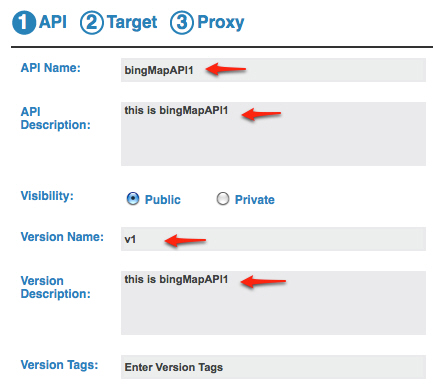 1 API 2 Target 3 Proxy
API Name: bingMapAPI1
API
Description: this is bingMapAPI1
Visibility: Public Private
Version Name: v1
Version
Description: this is bingMapAPI1
Version Tags: Enter Version Tags